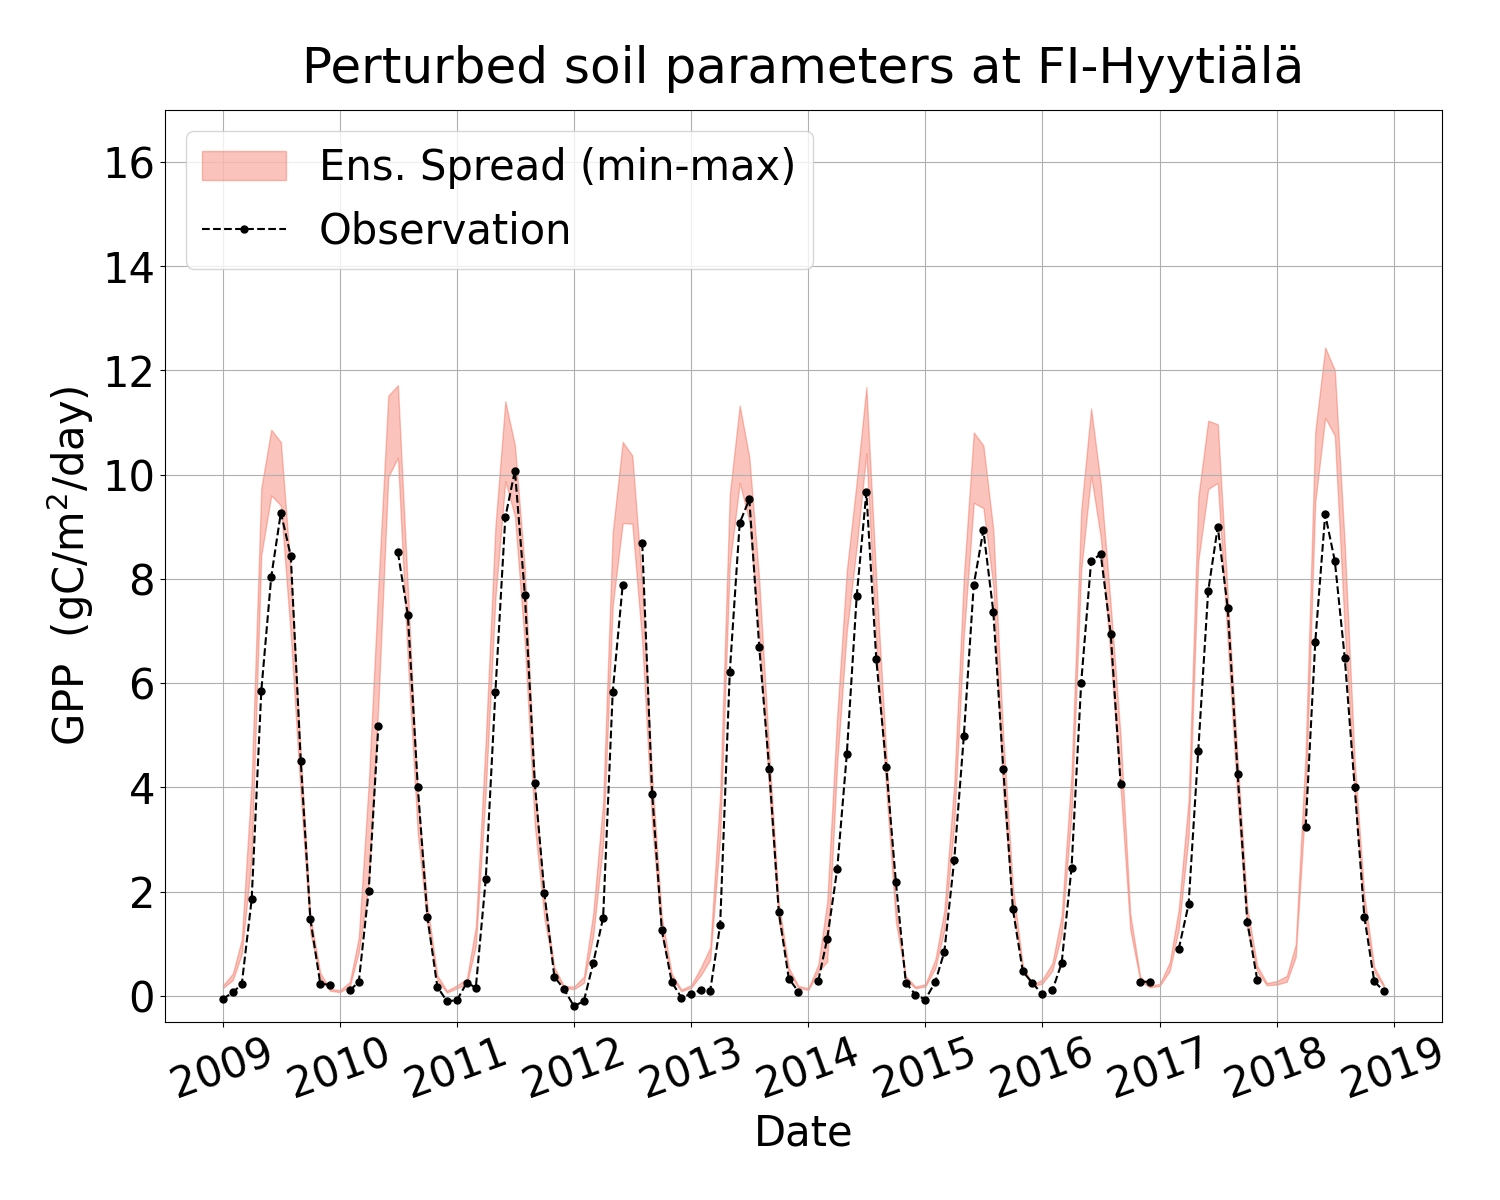 Perturbed soil parameters at FI-Hyytiälä
Ens. Spread (min-max)
Observation
GPP (gC/m²/day)
16
14
12
10
8
6
4
2
0
2009 2010 2011 2012 2013 2014 2015 2016 2017 2018 2019
Date